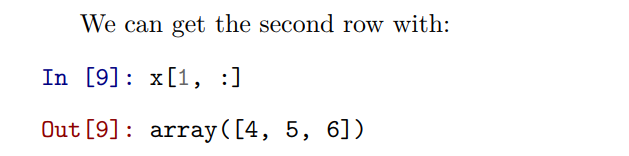 We can get the second row with:
In [9]: x[1, :]
Out[9]: array([4, 5, 6])